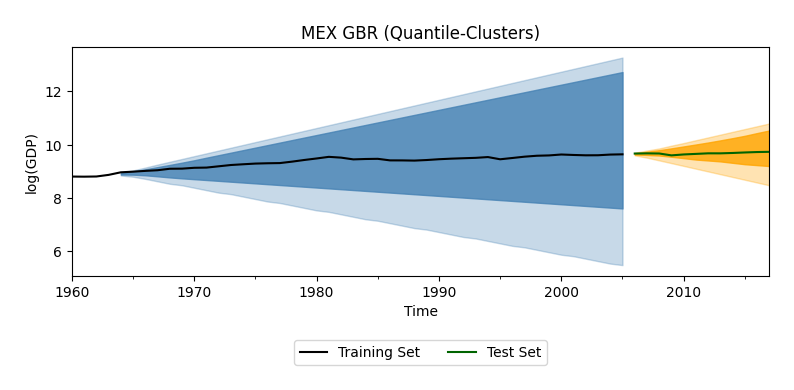 MEX GBR (Quantile-Clusters)
log(GDP)
12
10
8
6
1960 1970 1980 1990 2000 2010
Time
Training Set Test Set